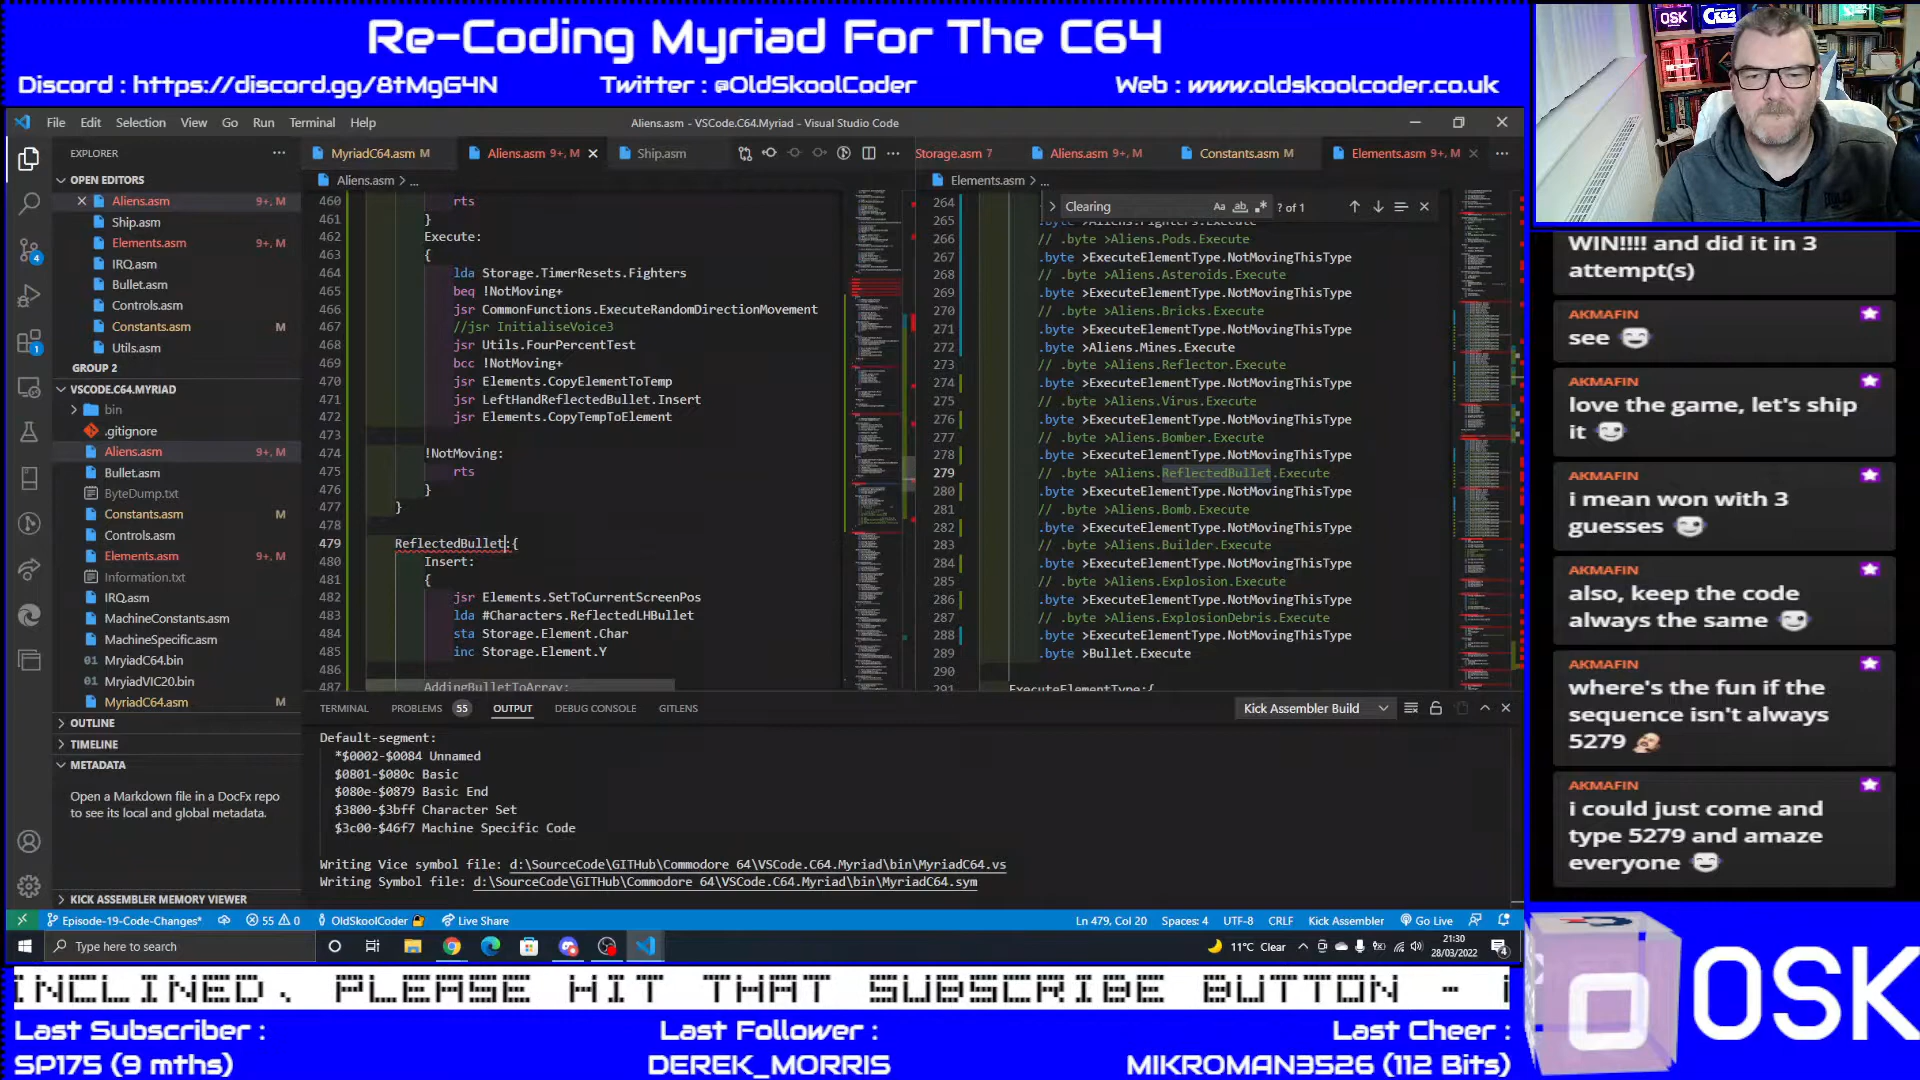 Re-Coding Myriad For The C64
Discord : https://discord.gg/8tMgG4N
Twitter : @OldSkoolCoder
Web : www.oldskoolcoder.co.uk
File Edit Selection View Go Run Terminal Help
Aliens.asm - VSCode.C64.Myriad - Visual Studio Code
EXPLORER
OPEN EDITORS
Aliens.asm 9+, M
Ship.asm
Elements.asm 9+, M
IRQ.asm
Bullet.asm
Controls.asm
Constants.asm M
Utils.asm
GROUP 2
VSCODE.C64.MYRIAD
bin
.gitignore
Aliens.asm 9+, M
Bullet.asm
ByteDump.txt
Constants.asm M
Controls.asm
Elements.asm 9+, M
Information.txt
IRQ.asm
MachineConstants.asm
MachineSpecific.asm
MryiadC64.bin
MryiadVIC20.bin
MyriadC64.asm M
OUTLINE
TIMELINE
METADATA
Open a Markdown file in a DocFx repo
to see its local and global metadata.
KICK ASSEMBLER MEMORY VIEWER
MyriadC64.asm M
Aliens.asm 9+, M
Ship.asm
Aliens.asm > ...
460 rts
461 }
462 Execute:
463 {
464 lda Storage.TimerResets.Fighters
465 beq !NotMoving+
466 jsr CommonFunctions.ExecuteRandomDirectionMovement
467 //jsr InitialiseVoice3
468 jsr Utils.FourPercentTest
469 bcc !NotMoving+
470 jsr Elements.CopyElementToTemp
471 jsr LeftHandReflectedBullet.Insert
472 jsr Elements.CopyTempToElement
473
474 !NotMoving:
475 rts
476 }
477 }
478
479 ReflectedBullet:{
480 Insert:
481 {
482 jsr Elements.SetToCurrentScreenPos
483 lda #Characters.ReflectedLHBullet
484 sta Storage.Element.Char
485 inc Storage.Element.Y
486
487 AddingBulletToArray:
Storage.asm 7
Aliens.asm 9+, M
Constants.asm M
Elements.asm 9+, M
Elements.asm > ...
Clearing
? of 1
264
265 .byte >Aliens.Fighters.Execute
266 // .byte >Aliens.Pods.Execute
267 .byte >ExecuteElementType.NotMovingThisType
268 // .byte >Aliens.Asteroids.Execute
269 .byte >ExecuteElementType.NotMovingThisType
270 // .byte >Aliens.Bricks.Execute
271 .byte >ExecuteElementType.NotMovingThisType
272 .byte >Aliens.Mines.Execute
273 // .byte >Aliens.Reflector.Execute
274 .byte >ExecuteElementType.NotMovingThisType
275 // .byte >Aliens.Virus.Execute
276 .byte >ExecuteElementType.NotMovingThisType
277 // .byte >Aliens.Bomber.Execute
278 .byte >ExecuteElementType.NotMovingThisType
279 // .byte >Aliens.ReflectedBullet.Execute
280 .byte >ExecuteElementType.NotMovingThisType
281 // .byte >Aliens.Bomb.Execute
282 .byte >ExecuteElementType.NotMovingThisType
283 // .byte >Aliens.Builder.Execute
284 .byte >ExecuteElementType.NotMovingThisType
285 // .byte >Aliens.Explosion.Execute
286 .byte >ExecuteElementType.NotMovingThisType
287 // .byte >Aliens.ExplosionDebris.Execute
288 .byte >ExecuteElementType.NotMovingThisType
289 .byte >Bullet.Execute
290
291 ExecuteElementType:{
TERMINAL PROBLEMS 55 OUTPUT DEBUG CONSOLE GITLENS
Kick Assembler Build
Default-segment:
*$0002-$0084 Unnamed
$0801-$080c Basic
$080e-$0879 Basic End
$3800-$3bff Character Set
$3c00-$46f7 Machine Specific Code
Writing Vice symbol file: d:\SourceCode\GITHub\Commodore 64\VSCode.C64.Myriad\bin\MyriadC64.vs
Writing Symbol file: d:\SourceCode\GITHub\Commodore 64\VSCode.C64.Myriad\bin\MyriadC64.sym
Episode-19-Code-Changes* 55 0 OldSkoolCoder Live Share
Ln 479, Col 20 Spaces: 4 UTF-8 CRLF Kick Assembler Go Live
Type here to search
11°C Clear
21:30
28/03/2022
OSK
C64
WIN!!!! and did it in 3
attempt(s)
AKMAFIN
see
AKMAFIN
love the game, let's ship
it
AKMAFIN
i mean won with 3
guesses
AKMAFIN
also, keep the code
always the same
AKMAFIN
where's the fun if the
sequence isn't always
5279
AKMAFIN
i could just come and
type 5279 and amaze
everyone
INCLINED. PLEASE HIT THAT SUBSCRIBE BUTTON -
Last Subscriber :
SP175 (9 mths)
Last Follower :
DEREK_MORRIS
Last Cheer :
MIKROMAN3526 (112 Bits)
OSK